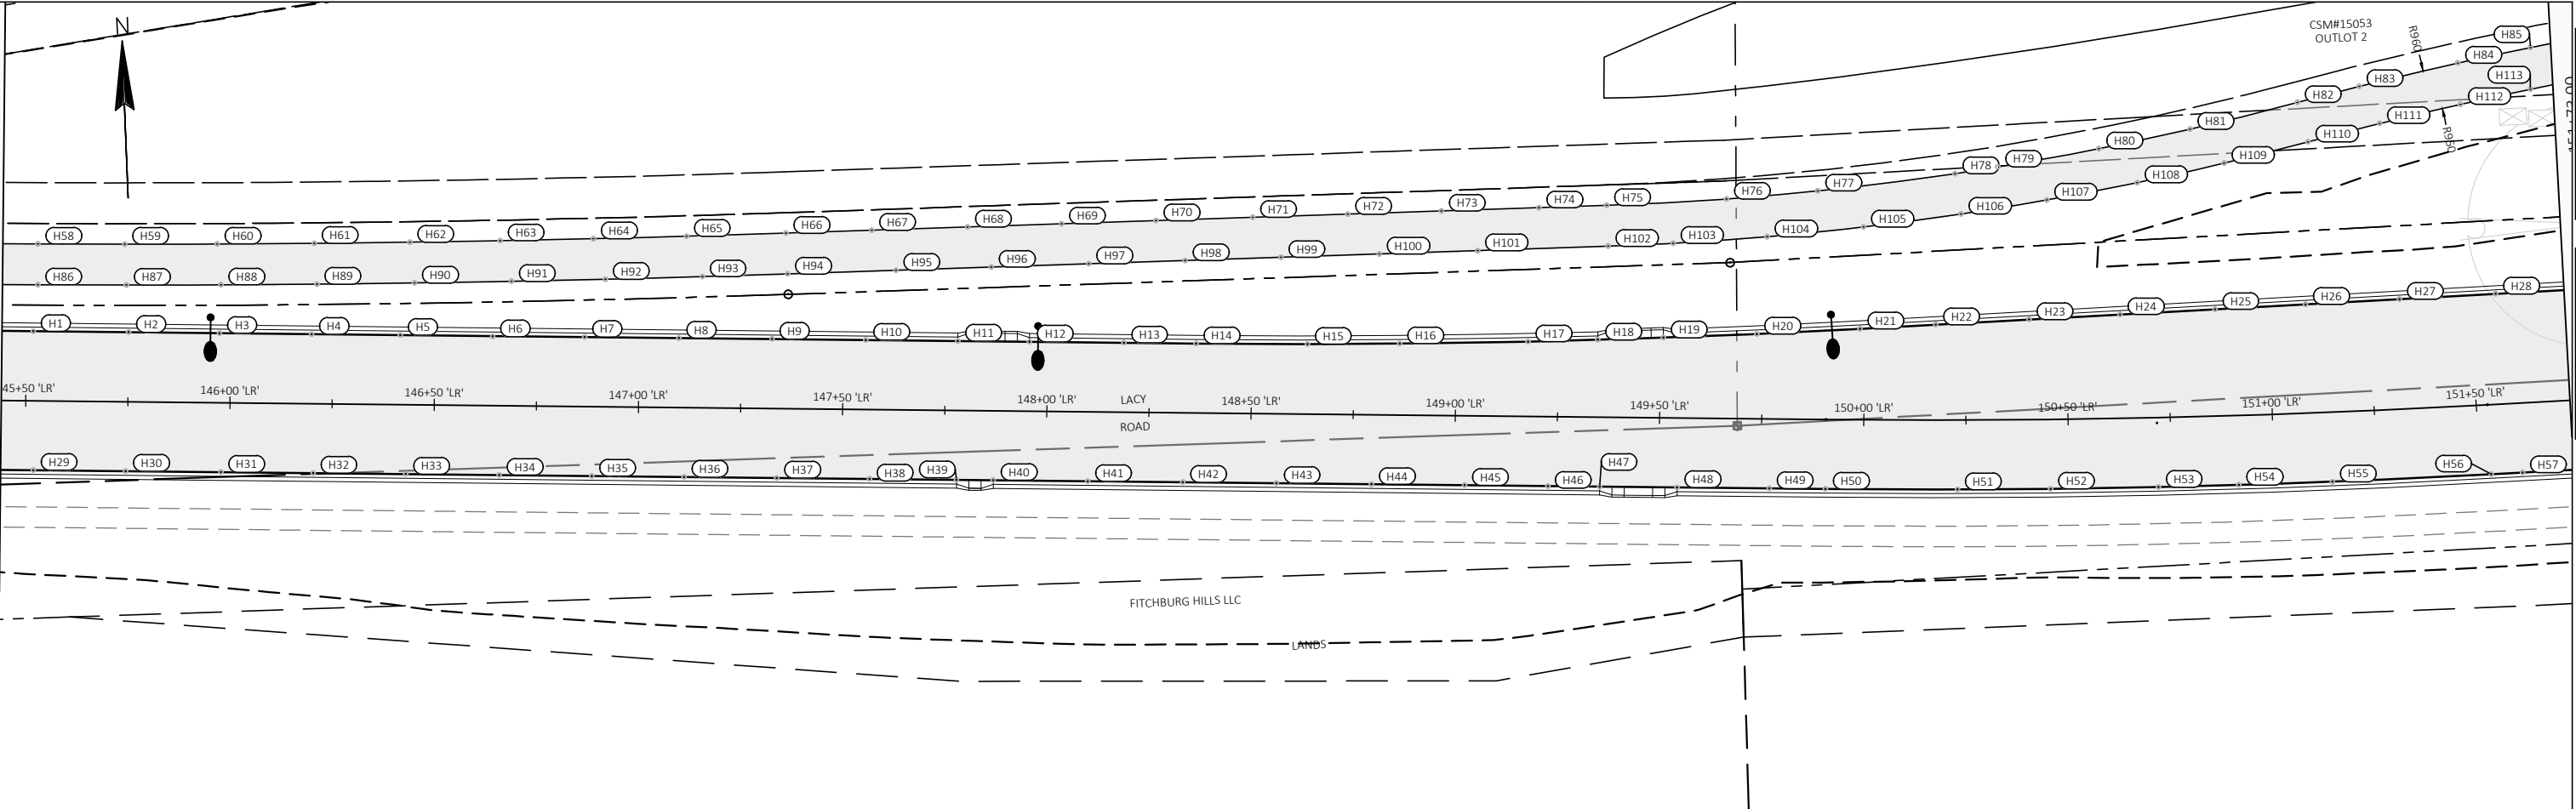 N
CSM#15053
OUTLOT 2
R960
R950
H85
H84
H113
H83
H112
H82
H111
H81
H110
H80
H109
H79
H78
H108
H77
H107
H76
H106
H58 H59 H60 H61 H62 H63 H64 H65 H66 H67 H68 H69 H70 H71 H72 H73 H74 H75
H86 H87 H88 H89 H90 H91 H92 H93 H94 H95 H96 H97 H98 H99 H100 H101 H102 H103 H104 H105
H1 H2 H3 H4 H5 H6 H7 H8 H9 H10 H11 H12 H13 H14 H15 H16 H17 H18 H19 H20 H21 H22 H23 H24 H25 H26 H27 H28
45+50 'LR' 146+00 'LR' 146+50 'LR' 147+00 'LR' 147+50 'LR' 148+00 'LR' LACY 148+50 'LR' 149+00 'LR' 149+50 'LR' 150+00 'LR' 150+50 'LR' 151+00 'LR' 151+50 'LR'
ROAD
H29 H30 H31 H32 H33 H34 H35 H36 H37 H38 H39 H40 H41 H42 H43 H44 H45 H46 H47 H48 H49 H50 H51 H52 H53 H54 H55 H56 H57
FITCHBURG HILLS LLC
LANDS